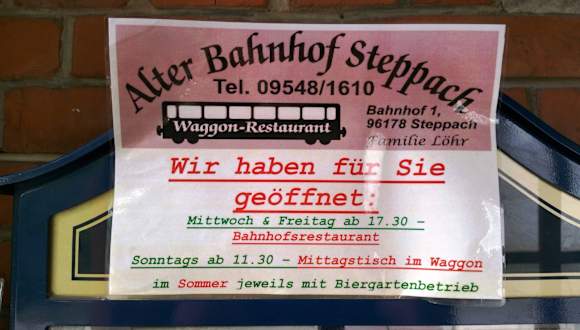 Alter Bahnhof Steppach
Tel. 09548/1610
Waggon-Restaurant
Bahnhof 1,
96178 Steppach
Familie Löhr
Wir haben für Sie
geöffnet:
Mittwoch & Freitag ab 17.30 –
Bahnhofsrestaurant
Sonntags ab 11.30 – Mittagstisch im Waggon
im Sommer jeweils mit Biergartenbetrieb